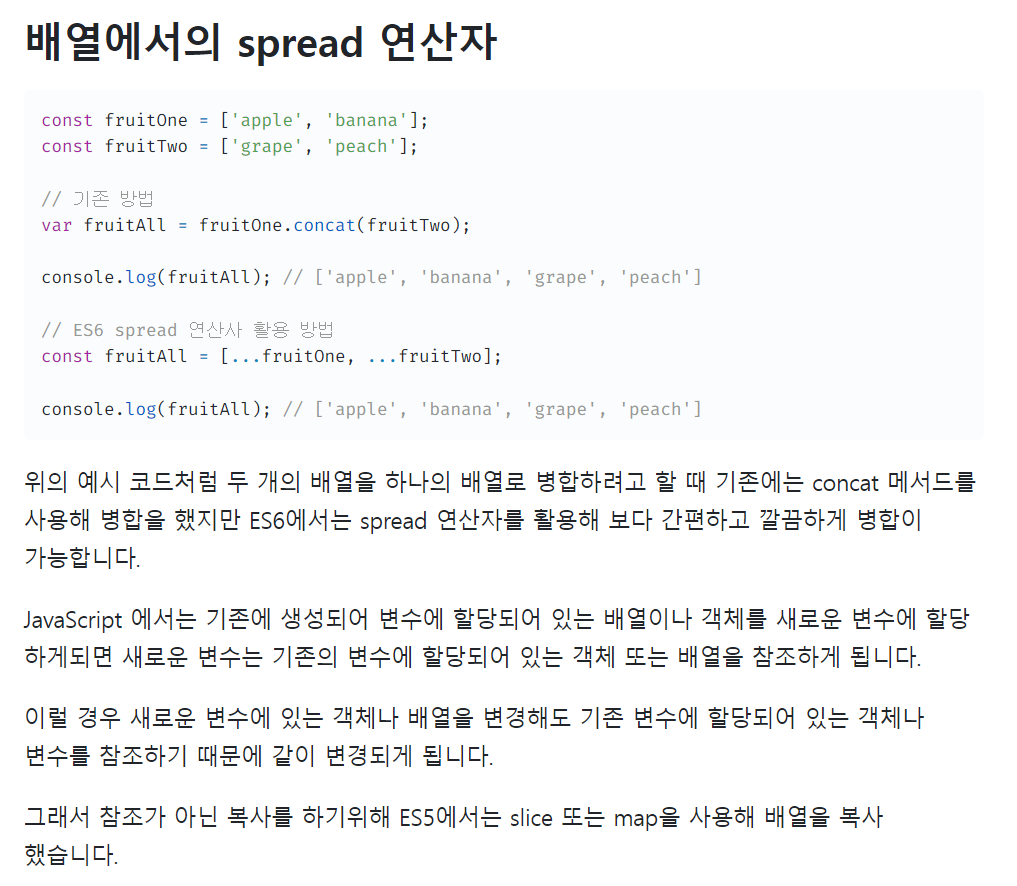 배열에서의 spread 연산자
const fruitOne = ['apple', 'banana'];
const fruitTwo = ['grape', 'peach'];
// 기존 방법
var fruitAll = fruitOne.concat(fruitTwo);
console.log(fruitAll); // ['apple', 'banana', 'grape', 'peach']
// ES6 spread 연산사 활용 방법
const fruitAll = [...fruitOne, ...fruitTwo];
console.log(fruitAll); // ['apple', 'banana', 'grape', 'peach']
위의 예시 코드처럼 두 개의 배열을 하나의 배열로 병합하려고 할 때 기존에는 concat 메서드를
사용해 병합을 했지만 ES6에서는 spread 연산자를 활용해 보다 간편하고 깔끔하게 병합이
가능합니다.
JavaScript 에서는 기존에 생성되어 변수에 할당되어 있는 배열이나 객체를 새로운 변수에 할당
하게되면 새로운 변수는 기존의 변수에 할당되어 있는 객체 또는 배열을 참조하게 됩니다.
이럴 경우 새로운 변수에 있는 객체나 배열을 변경해도 기존 변수에 할당되어 있는 객체나
변수를 참조하기 때문에 같이 변경되게 됩니다.
그래서 참조가 아닌 복사를 하기위해 ES5에서는 slice 또는 map을 사용해 배열을 복사
했습니다.